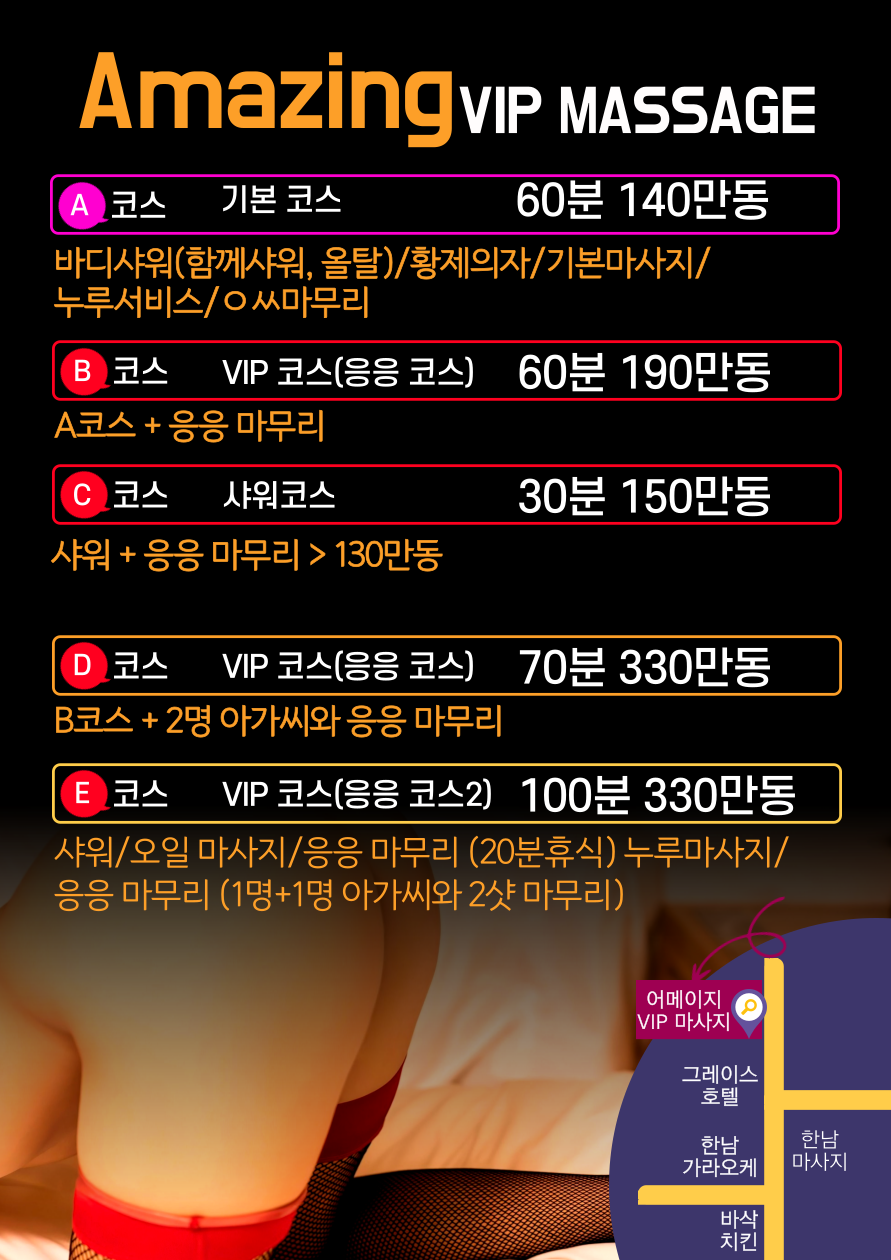 Amazing VIP MASSAGE
A 코스 기본 코스 60분 140만동
바디샤워(함께샤워, 올탈)/황제의자/기본마사지/
누루서비스/ㅇㅆ마무리
B 코스 VIP 코스(응응 코스) 60분 190만동
A코스 + 응응 마무리
C 코스 샤워코스 30분 150만동
샤워 + 응응 마무리 > 130만동
D 코스 VIP 코스(응응 코스) 70분 330만동
B코스 + 2명 아가씨와 응응 마무리
E 코스 VIP 코스(응응 코스2) 100분 330만동
샤워/오일 마사지/응응 마무리 (20분휴식) 누루마사지/
응응 마무리 (1명+1명 아가씨와 2샷 마무리)
어메이지
VIP 마사지
그레이스
호텔
한남
가라오케
한남
마사지
바삭
치킨